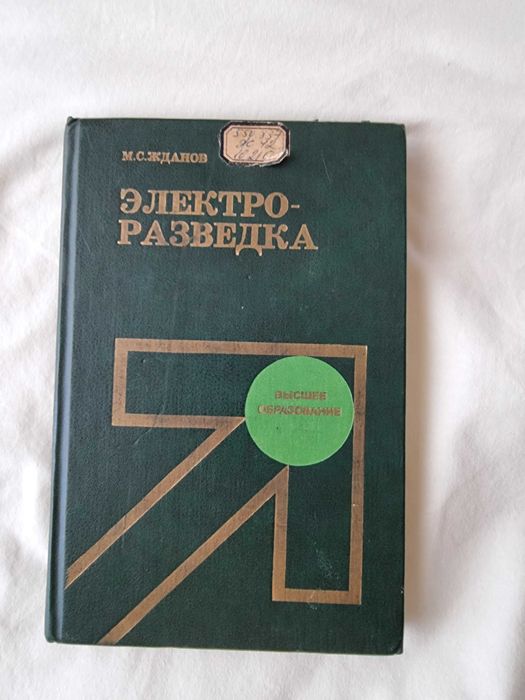 М.С.ЖДАНОВ
ЭЛЕКТРО-
РАЗВЕДКА
ВЫСШЕЕ
ОБРАЗОВАНИЕ